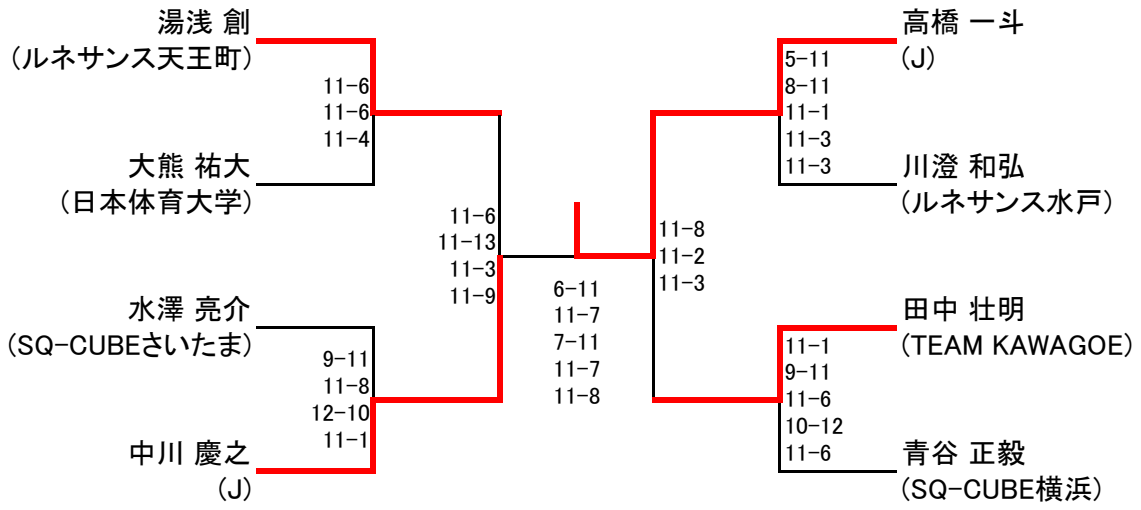 湯浅 創
(ルネサンス天王町)
11-6
11-6
11-4
大熊 祐大
(日本体育大学)
11-6
11-13
11-3
11-9
水澤 亮介
(SQ-CUBEさいたま)
9-11
11-8
12-10
11-1
中川 慶之
(J)
6-11
11-7
7-11
11-7
11-8
高橋 一斗
(J)
5-11
8-11
11-1
11-3
11-3
川澄 和弘
(ルネサンス水戸)
11-8
11-2
11-3
田中 壮明
(TEAM KAWAGOE)
11-1
9-11
11-6
10-12
11-6
青谷 正毅
(SQ-CUBE横浜)